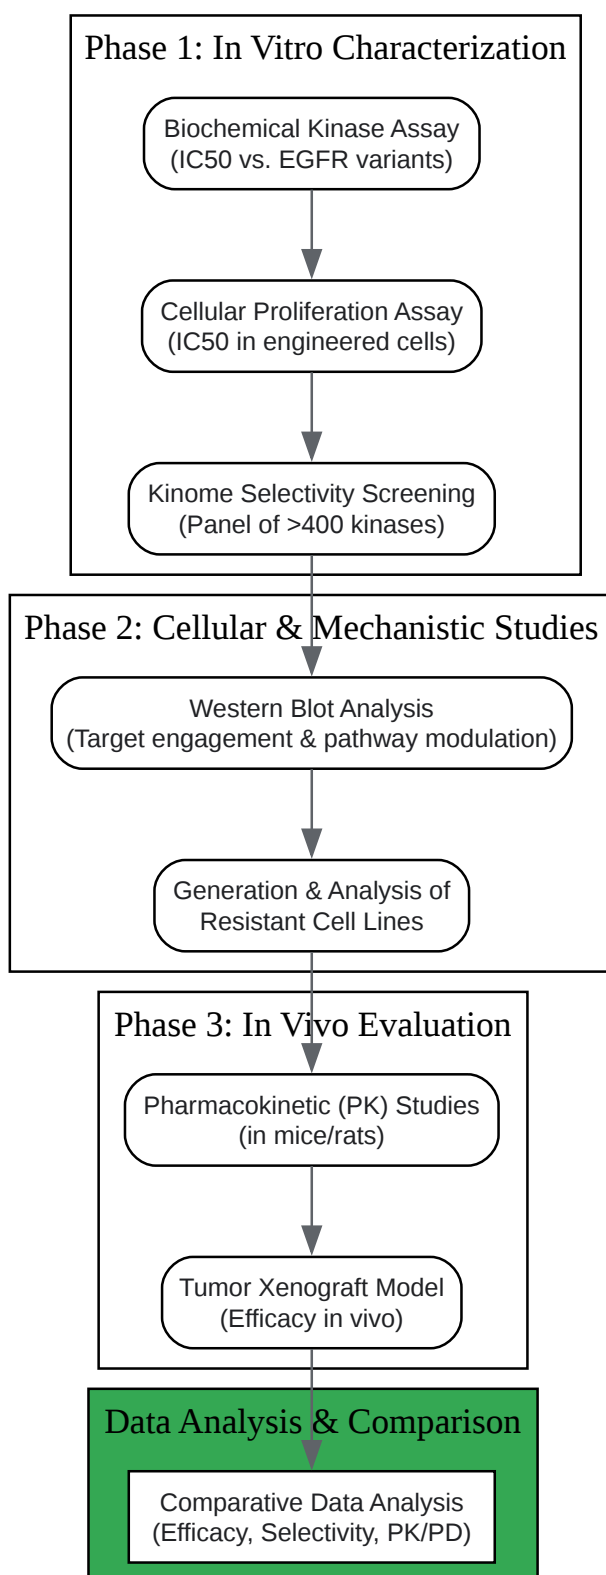 Phase 1: In Vitro Characterization
Biochemical Kinase Assay
(IC50 vs. EGFR variants)
Cellular Proliferation Assay
(IC50 in engineered cells)
Kinome Selectivity Screening
(Panel of >400 kinases)
Phase 2: Cellular & Mechanistic Studies
Western Blot Analysis
(Target engagement & pathway modulation)
Generation & Analysis of
Resistant Cell Lines
Phase 3: In Vivo Evaluation
Pharmacokinetic (PK) Studies
(in mice/rats)
Tumor Xenograft Model
(Efficacy in vivo)
Data Analysis & Comparison
Comparative Data Analysis
(Efficacy, Selectivity, PK/PD)